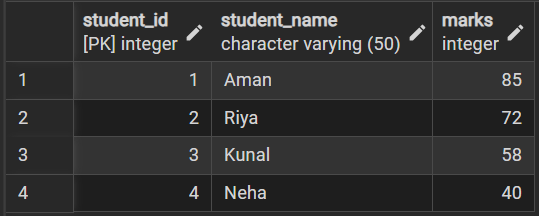 student_id student_name marks
[PK] integer character varying (50) integer
1 1 Aman 85
2 2 Riya 72
3 3 Kunal 58
4 4 Neha 40